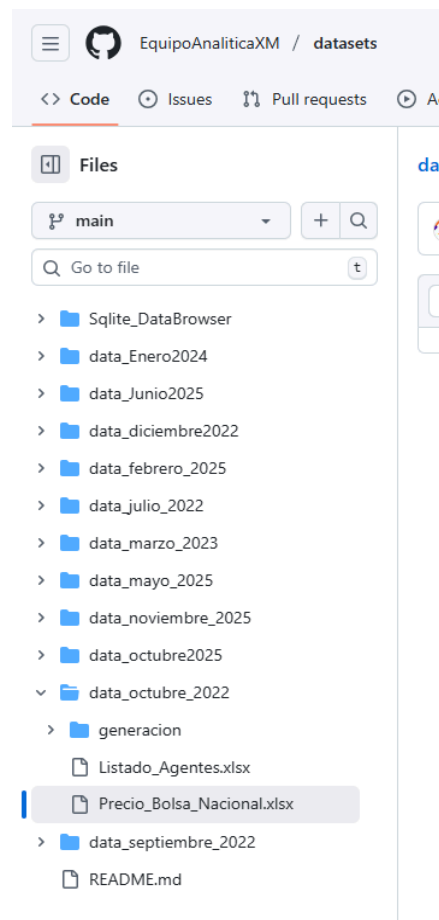 EquipoAnaliticaXM / datasets
<> Code Issues Pull requests A
Files da
main
Go to file t
Sqlite_DataBrowser
data_Enero2024
data_Junio2025
data_diciembre2022
data_febrero_2025
data_julio_2022
data_marzo_2023
data_mayo_2025
data_noviembre_2025
data_octubre2025
data_octubre_2022
generacion
Listado_Agentes.xlsx
Precio_Bolsa_Nacional.xlsx
data_septiembre_2022
README.md